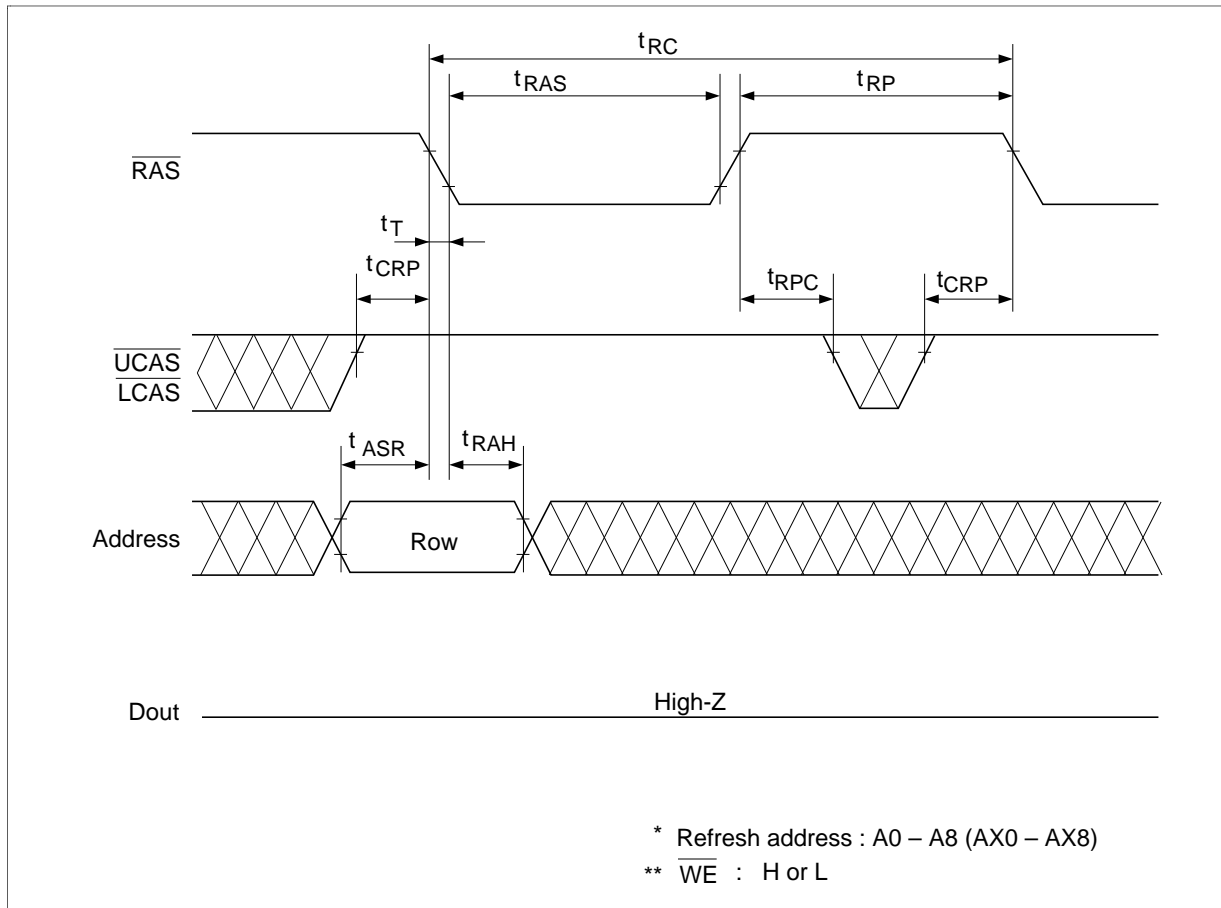 tRC
tRAS
tRP
RAS
tT
tCRP
tRPC
tCRP
UCAS
LCAS
tASR
tRAH
Address
Row
Dout
High-Z
* Refresh address : A0 – A8 (AX0 – AX8)
** WE : H or L